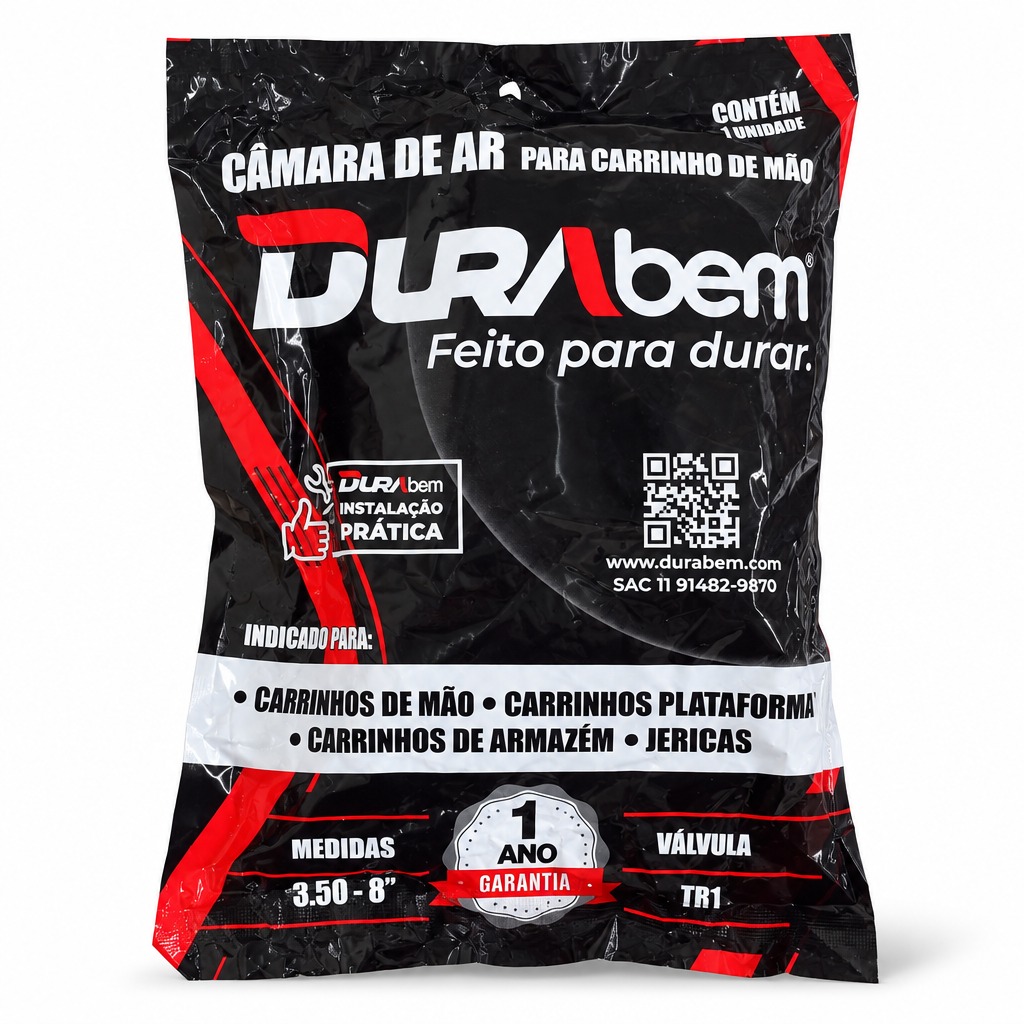 CONTÉM
1 UNIDADE
CÂMARA DE AR PARA CARRINHO DE MÃO
DURAbem®
Feito para durar.
DURAbem
INSTALAÇÃO
PRÁTICA
www.durabem.com
SAC 11 91482-9870
INDICADO PARA:
• CARRINHOS DE MÃO • CARRINHOS PLATAFORMA
• CARRINHOS DE ARMAZÉM • JERICAS
1
ANO
GARANTIA
MEDIDAS
3.50 - 8”
VÁLVULA
TR1